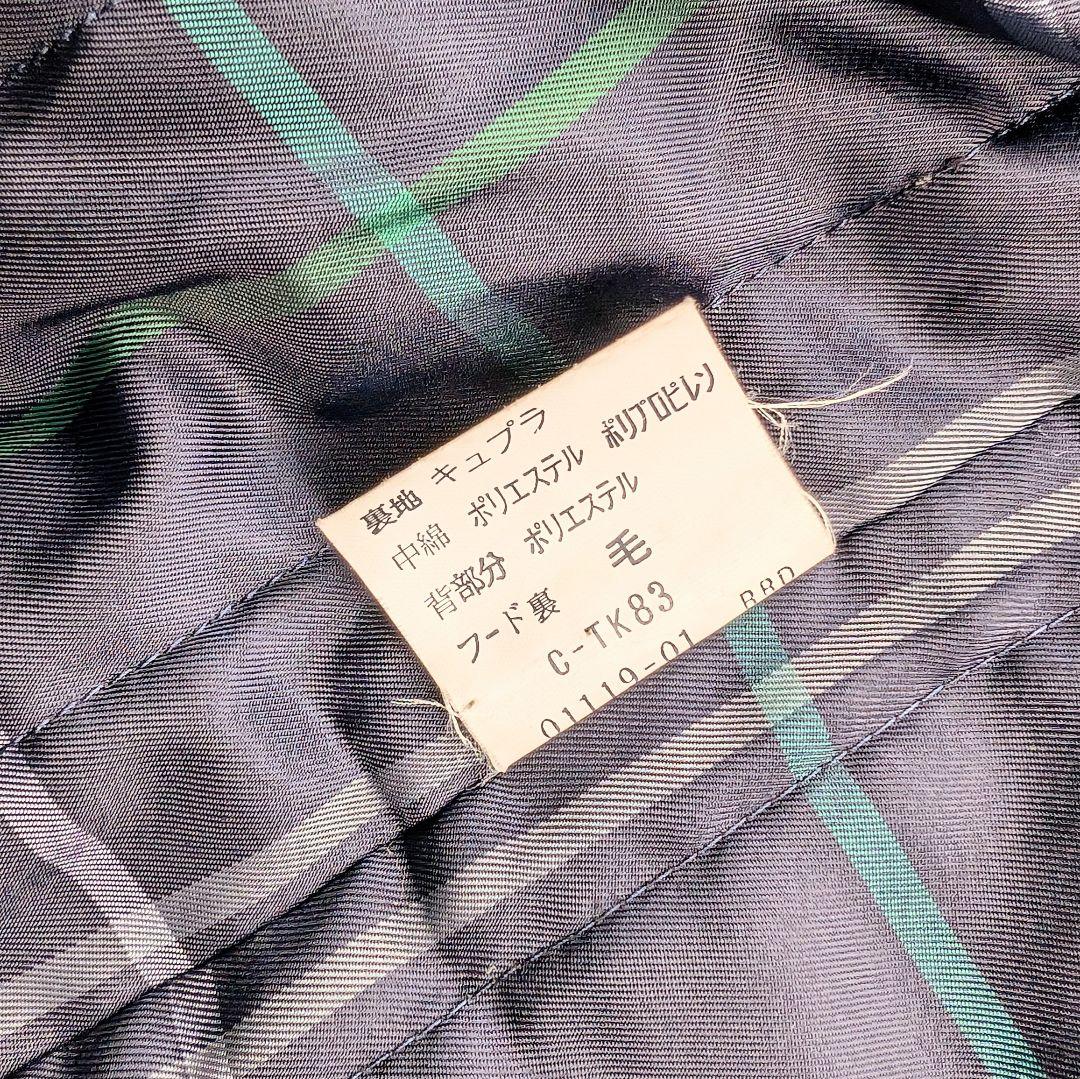 裏地 キュプラ
中綿 ポリエステル ポリプロピレン
背部分 ポリエステル
フード裏 毛
C-TK83
01119-01 BBD